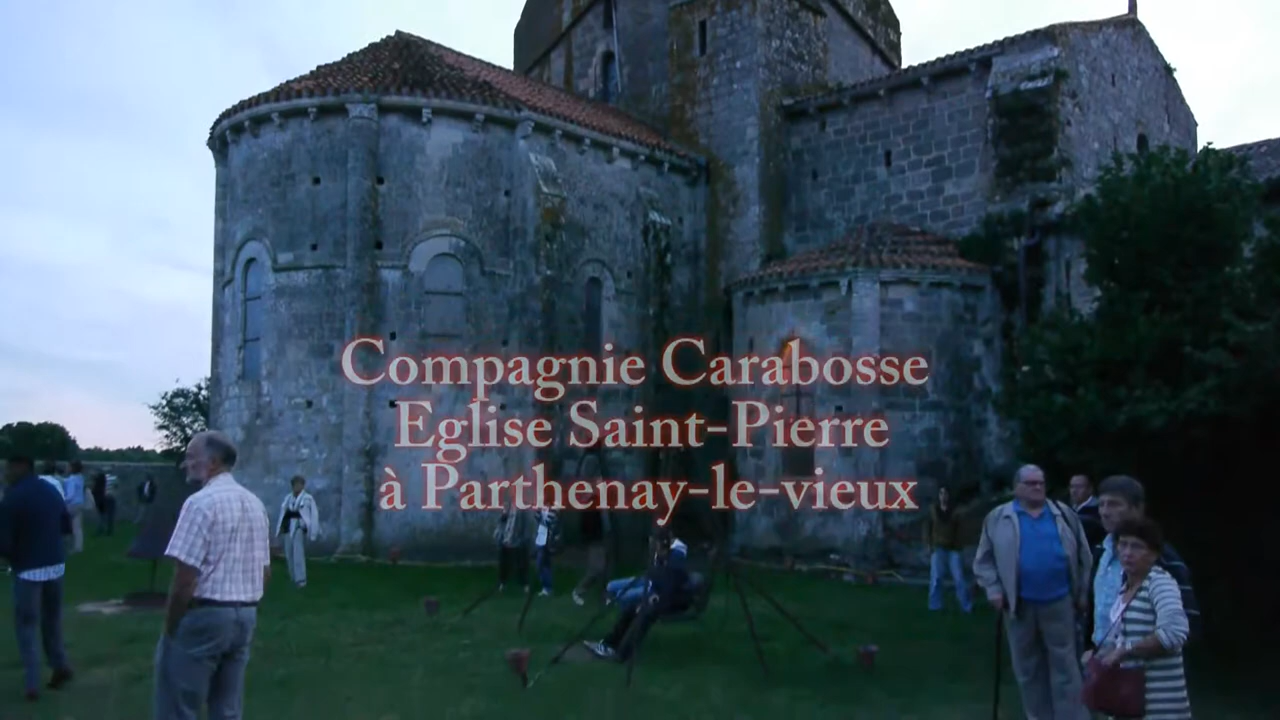 Compagnie Carabosse
Eglise Saint-Pierre
à Parthenay-le-vieux